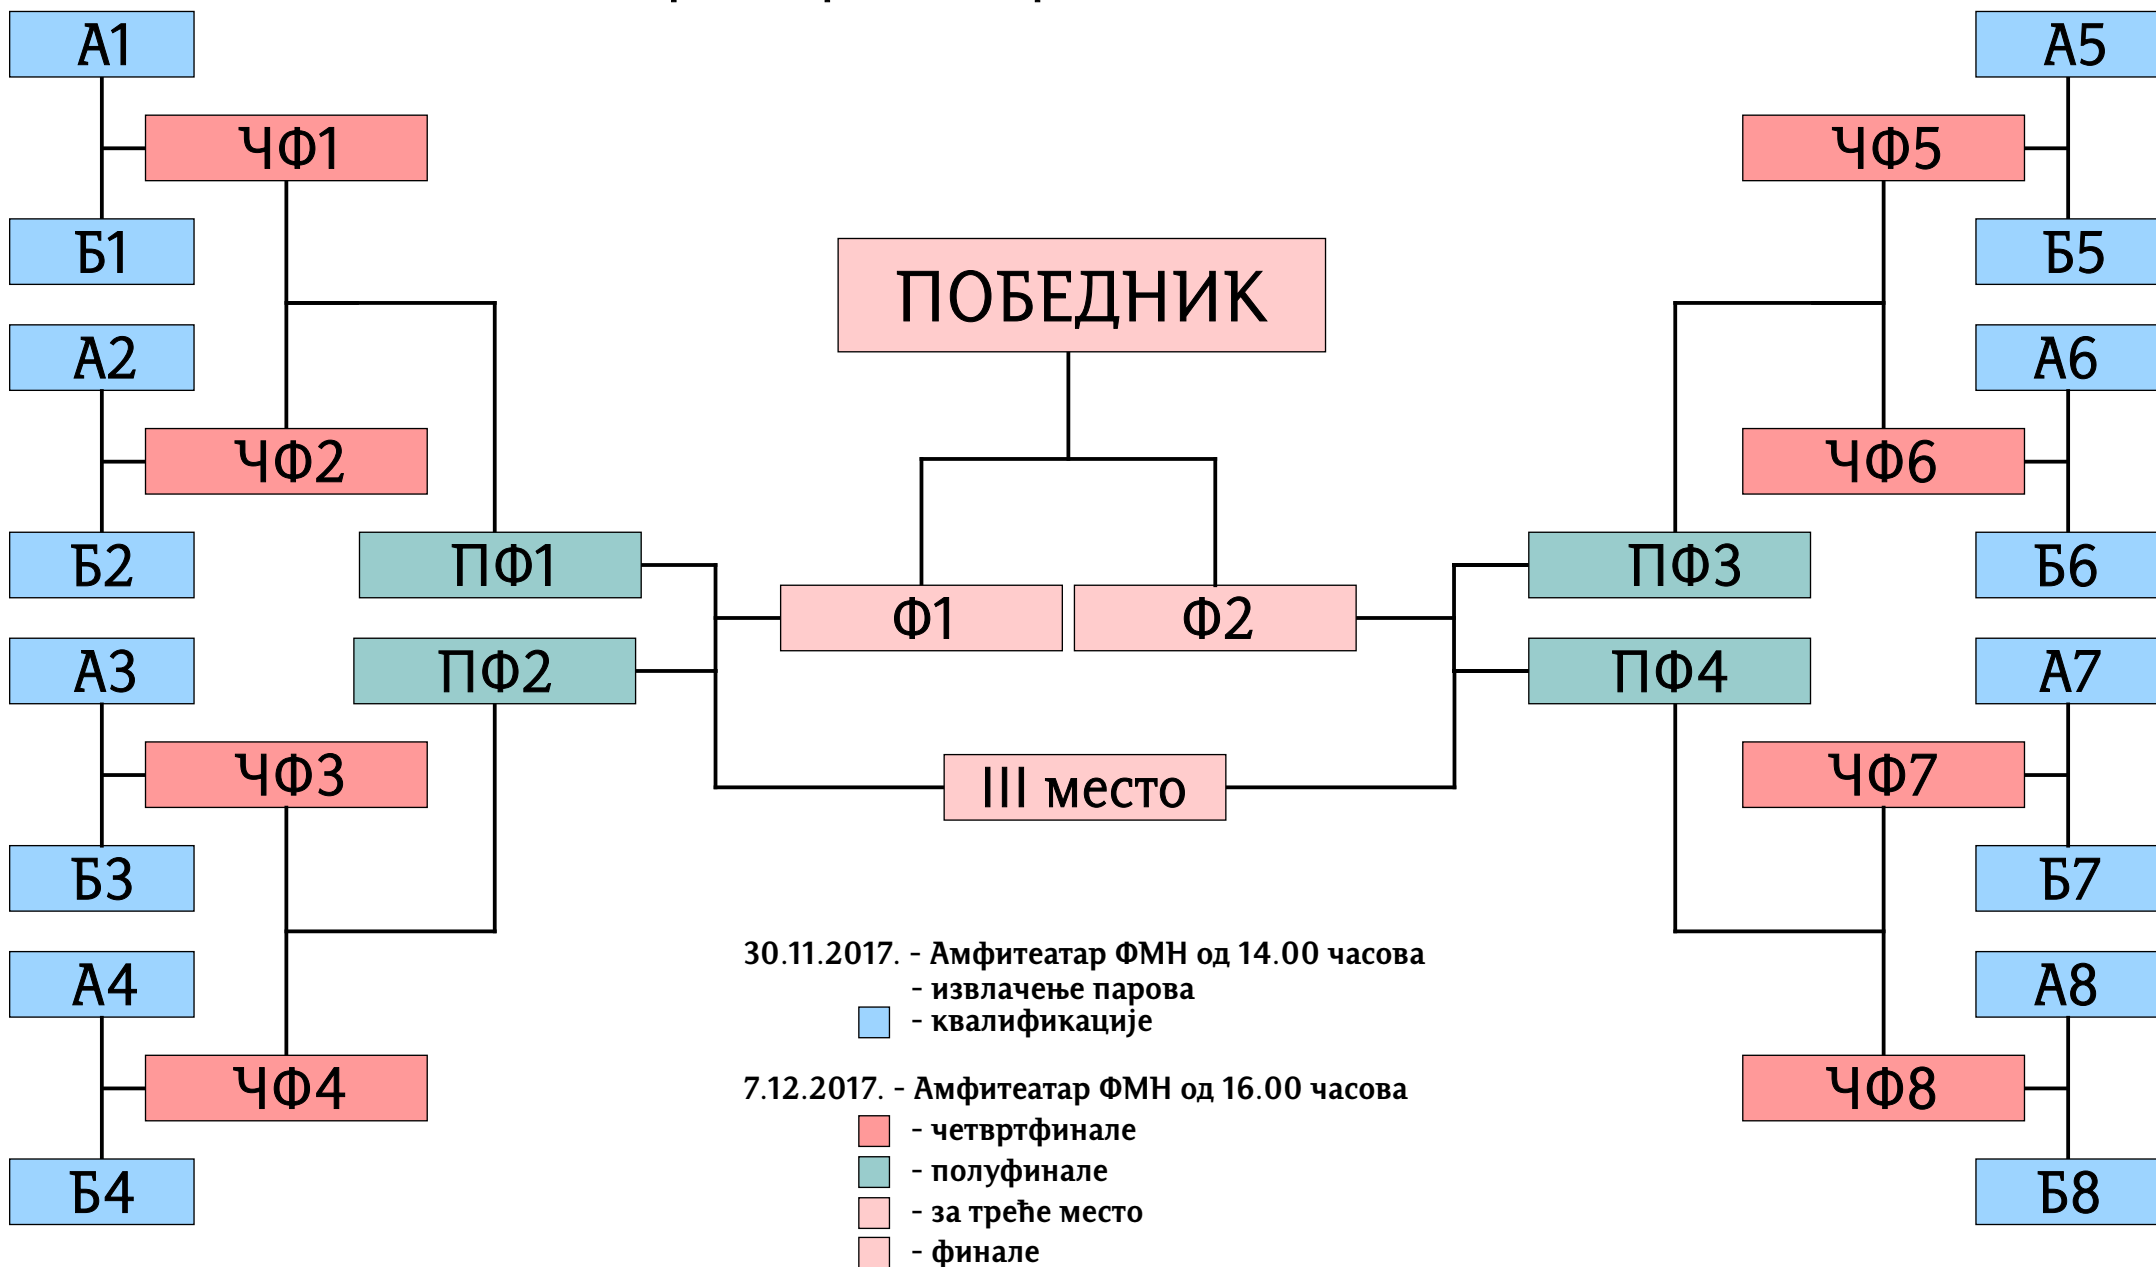 А1
ЧФ1
Б1
А2
ЧФ2
Б2
А3
ЧФ3
Б3
А4
ЧФ4
Б4
ПФ1
ПФ2
ПОБЕДНИК
Ф1
Ф2
III место
ПФ3
ПФ4
А5
ЧФ5
Б5
А6
ЧФ6
Б6
А7
ЧФ7
Б7
А8
ЧФ8
Б8
30.11.2017. - Амфитеатар ФМН од 14.00 часова
- извлачење парова
- квалификације
7.12.2017. - Амфитеатар ФМН од 16.00 часова
- четвртфинале
- полуфинале
- за треће место
- финале